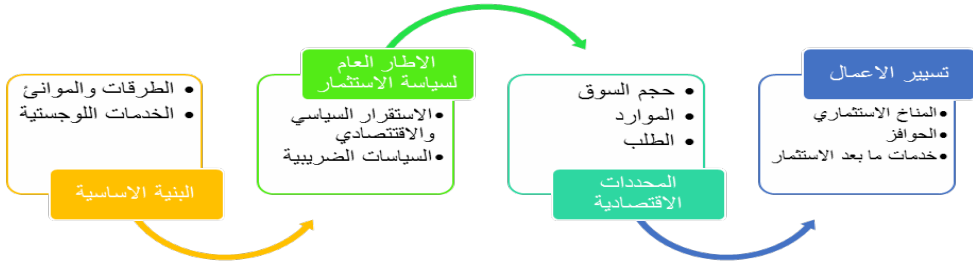 البنية الاساسية
الطرقات والموانئ
الخدمات اللوجستية
الاطار العام
لسياسة الاستثمار
الاستقرار السياسي
والاقتتصادي
السياسات الضريبية
المحددات
الاقتصادية
حجم السوق
الموارد
الطلب
تسيير الاعمال
المناخ الاستثماري
الحوافز
خدمات ما بعد الاستثمار